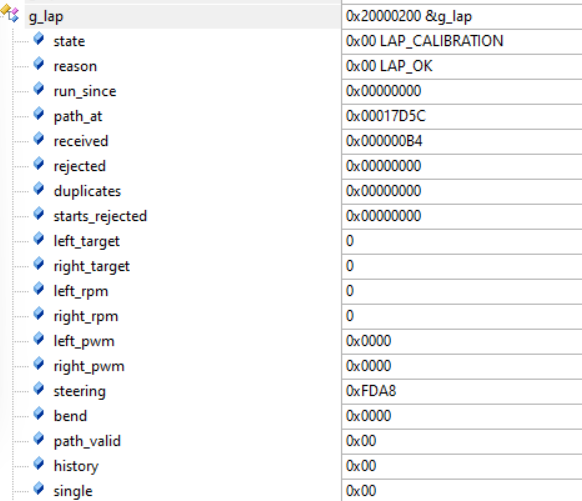 g_lap 0x20000200 &g_lap
state 0x00 LAP_CALIBRATION
reason 0x00 LAP_OK
run_since 0x00000000
path_at 0x00017D5C
received 0x000000B4
rejected 0x00000000
duplicates 0x00000000
starts_rejected 0x00000000
left_target 0
right_target 0
left_rpm 0
right_rpm 0
left_pwm 0x0000
right_pwm 0x0000
steering 0xFDA8
bend 0x0000
path_valid 0x00
history 0x00
single 0x00